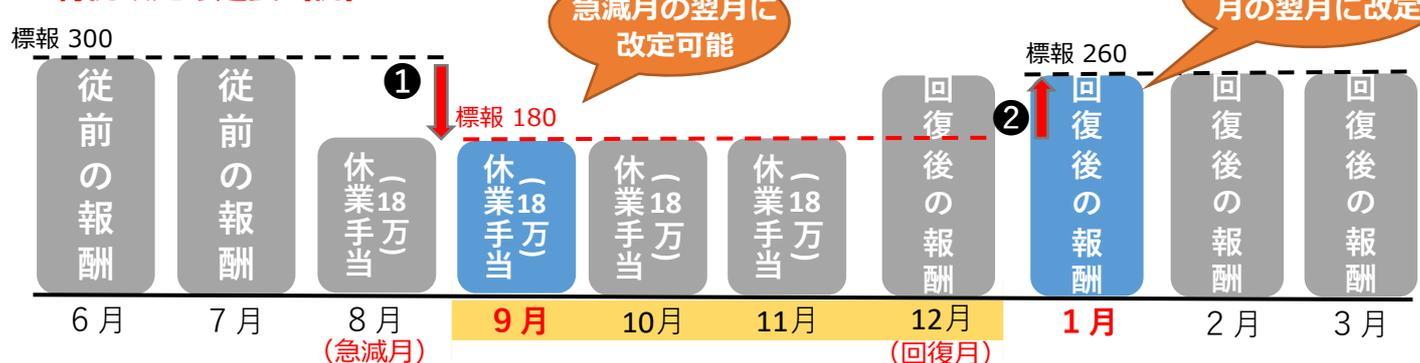 急減月の翌月に
改定可能
月の翌月に改定
標報 300
標報 260
❶
標報 180
❷
従前の報酬
従前の報酬
休業手当
(18万)
休業手当
(18万)
休業手当
(18万)
休業手当
(18万)
回復後の報酬
回復後の報酬
回復後の報酬
回復後の報酬
6月
7月
8月
9月
10月
11月
12月
1月
2月
3月
(急減月)
(回復月)